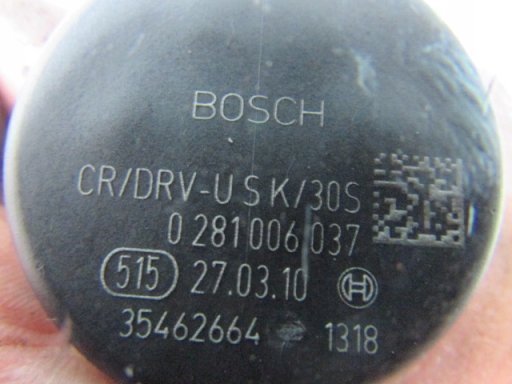 BOSCH
CR/DRV-U S K/30S
0 281 006 037
515 27.03.10
35462664 1318